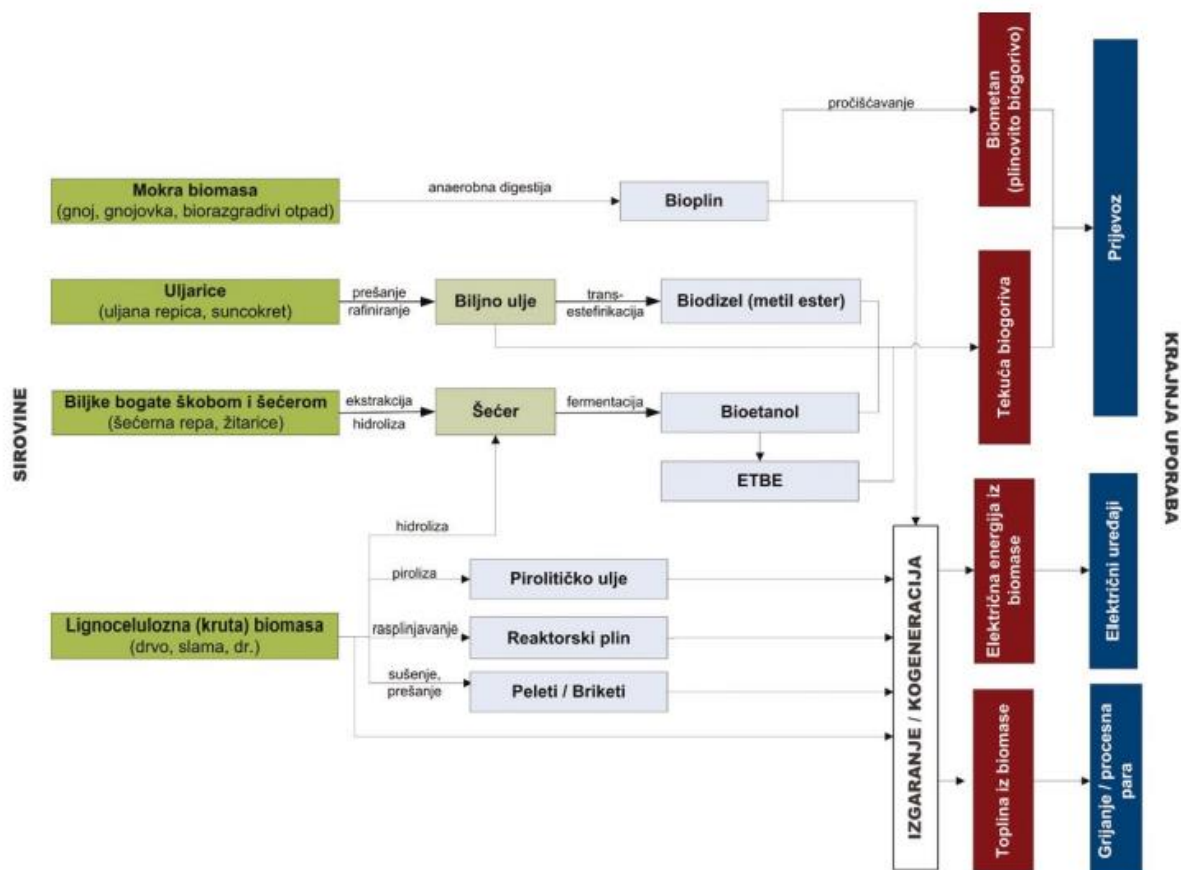 SIROVINE
Mokra biomasa
(gnoj, gnojovka, biorazgradivi otpad)
anaerobna digestija
Bioplin
pročišćavanje
Biometan
(plinovito biogorivo)
Prijevoz
Uljarice
(uljana repica, suncokret)
prešanje
rafiniranje
Biljno ulje
trans-
estefirikacija
Biodizel (metil ester)
Tekuća biogoriva
Biljke bogate škobom i šećerom
(šećerna repa, žitarice)
ekstrakcija
hidroliza
Šećer
fermentacija
Bioetanol
ETBE
hidroliza
Lignocelulozna (kruta) biomasa
(drvo, slama, dr.)
piroliza
Pirolitičko ulje
rasplinjavanje
Reaktorski plin
sušenje,
prešanje
Peleti / Briketi
IZGARANJE / KOGENERACIJA
Električna energija iz
biomase
Električni uređaji
Toplina iz biomase
Grijanje / procesna
para
KRAJNJA UPORABA